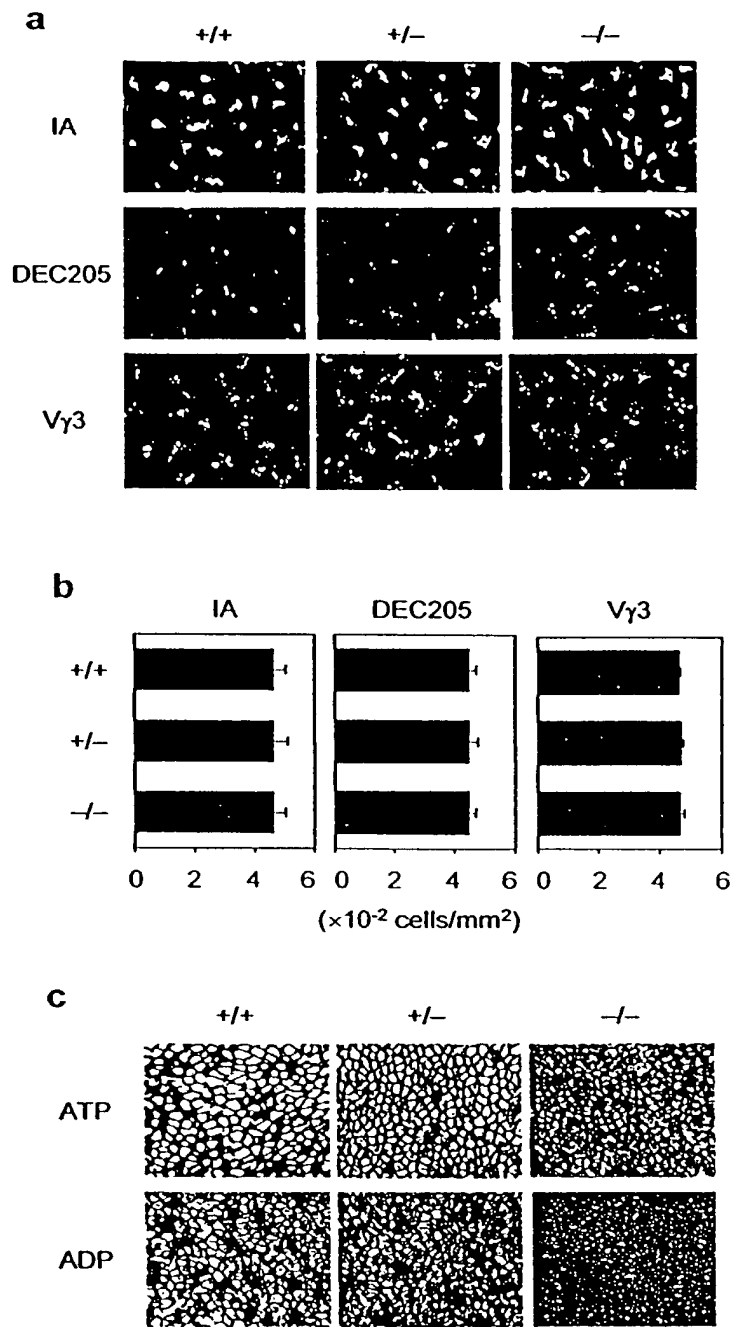 a
+/+ +/– –/–
IA
DEC205
Vγ3
b
IA DEC205 Vγ3
+/+
+/–
–/–
0 2 4 6 0 2 4 6 0 2 4 6
(×10⁻² cells/mm²)
c
+/+ +/– –/–
ATP
ADP